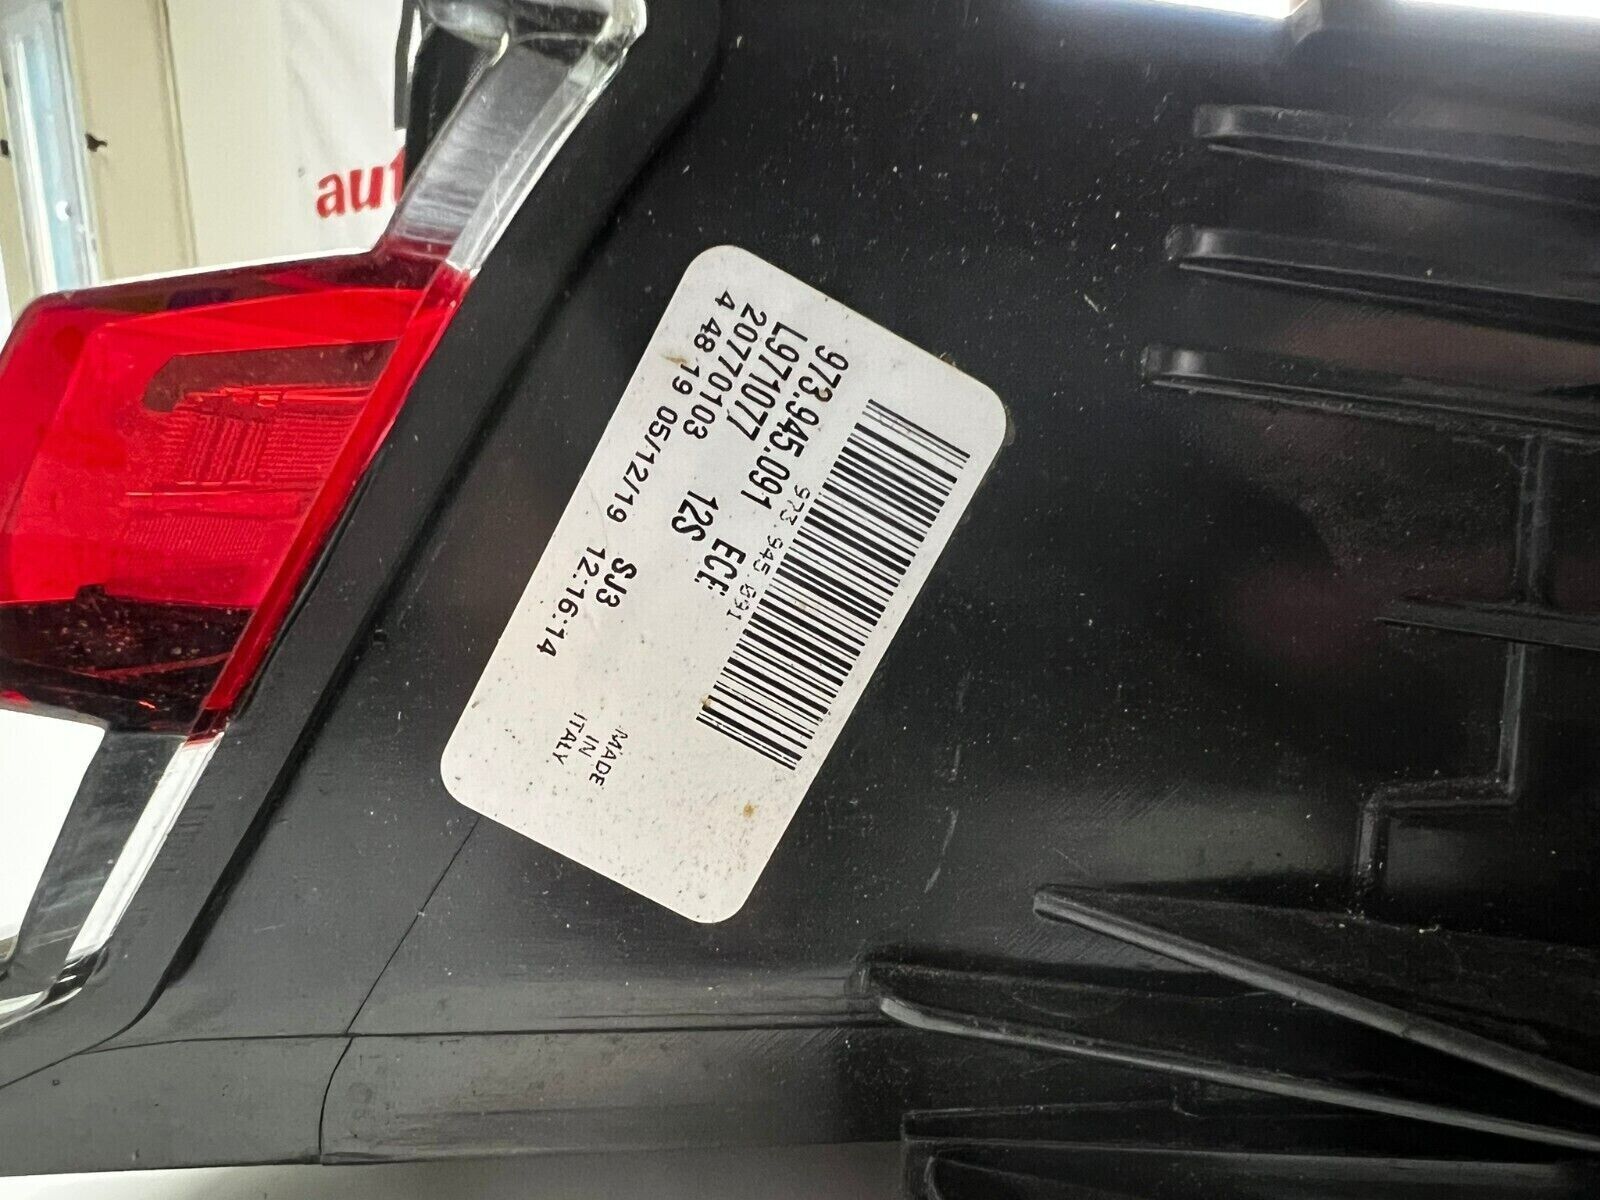 aut
973.945.091 ECE.
L971077 12S
20770103 SJ3
4 48 19 05/12/19 12:16:14
973 945.091
MADE
IN
ITALY